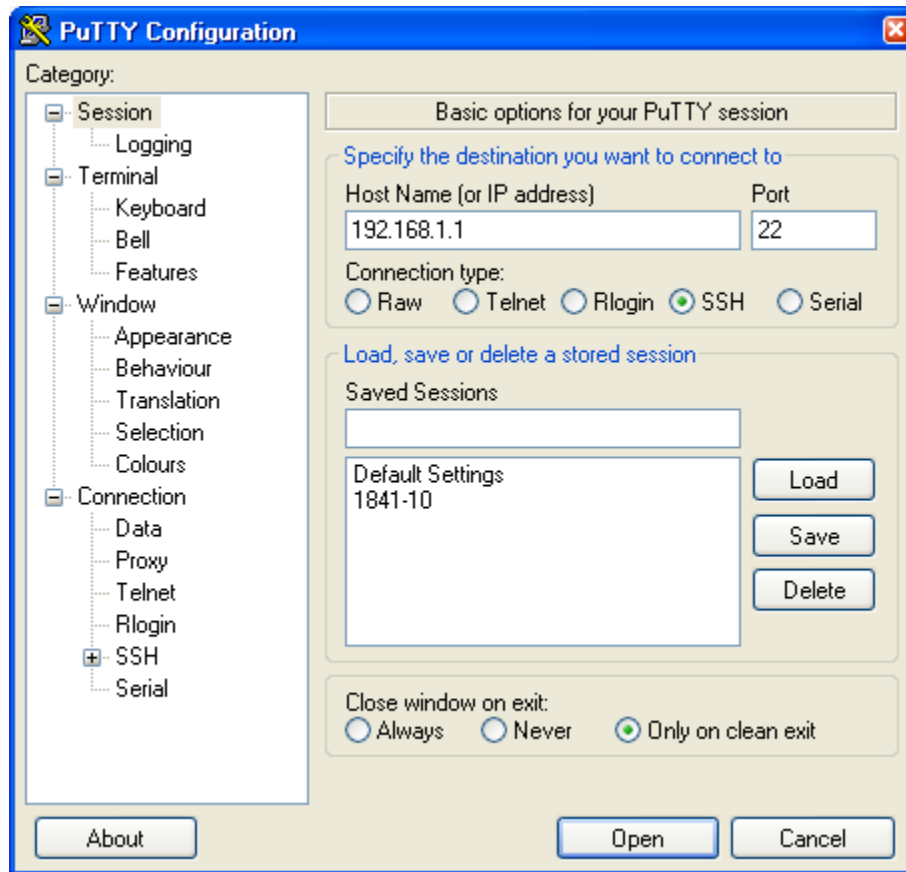 PuTTY Configuration
Category:
Session
Logging
Terminal
Keyboard
Bell
Features
Window
Appearance
Behaviour
Translation
Selection
Colours
Connection
Data
Proxy
Telnet
Rlogin
SSH
Serial
Basic options for your PuTTY session
Specify the destination you want to connect to
Host Name (or IP address) Port
192.168.1.1 22
Connection type:
Raw Telnet Rlogin SSH Serial
Load, save or delete a stored session
Saved Sessions
Default Settings
1841-10
Load
Save
Delete
Close window on exit:
Always Never Only on clean exit
About Open Cancel